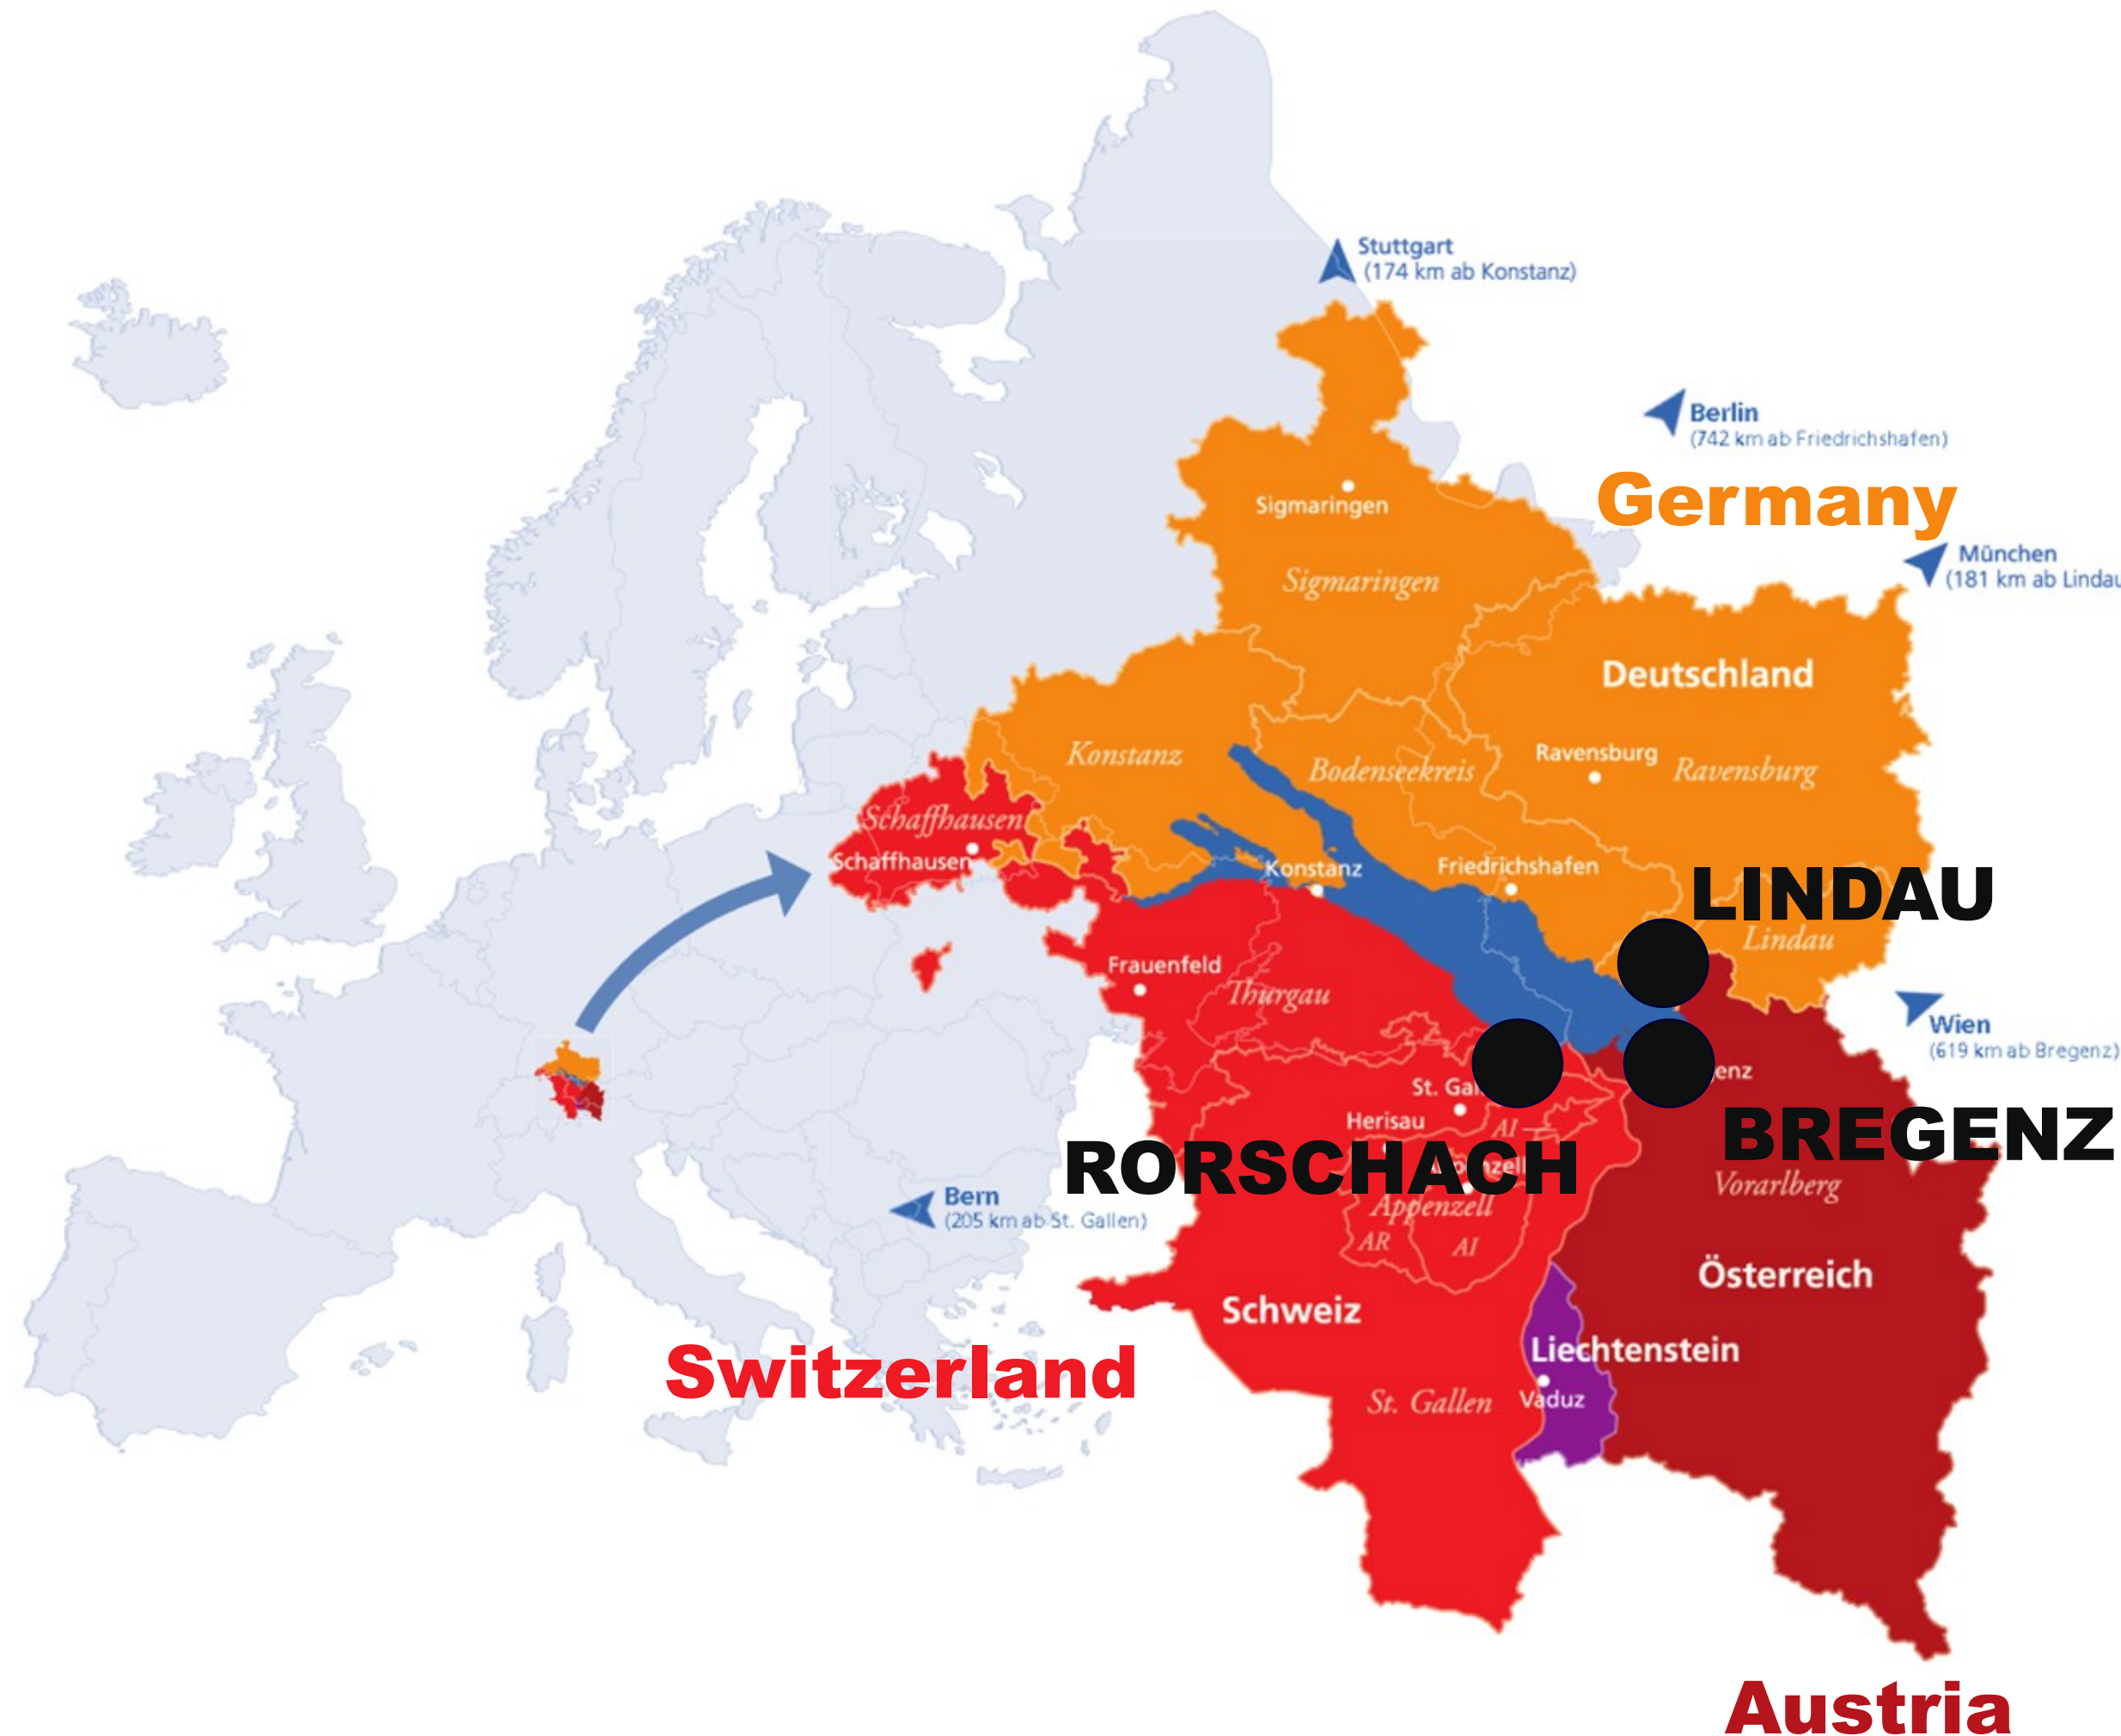 Stuttgart
(174 km ab Konstanz)
Berlin
(742 km ab Friedrichshafen)
Germany
Sigmaringen
München
(181 km ab Lindau
Sigmaringen
Deutschland
Konstanz
Bodenseekreis
Ravensburg
Ravensburg
Schaffhausen
Schaffhausen
Konstanz
Friedrichshafen
LINDAU
Lindau
Frauenfeld
Thurgau
Wien
(619 km ab Bregenz)
enz
St. Gal
Herisau
AI
BREGENZ
RORSCHACH
Vorarlberg
Bern
(205 km ab St. Gallen)
Appenzell
AR
AI
Österreich
Schweiz
Liechtenstein
Switzerland
St. Gallen
Vaduz
Austria